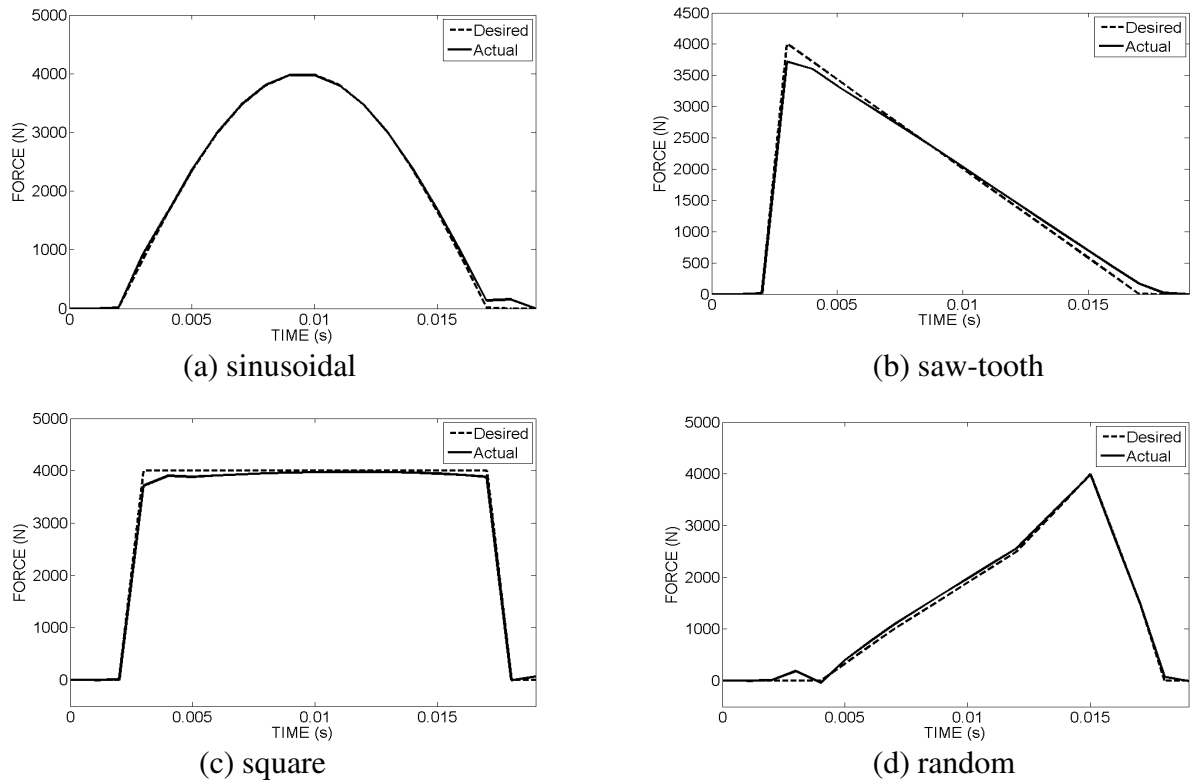 5000
4000
3000
2000
1000
0
FORCE (N)
Desired
Actual
0
0.005
0.01
0.015
TIME (s)
(a) sinusoidal
4500
4000
3500
3000
2500
2000
1500
1000
500
0
FORCE (N)
Desired
Actual
0
0.005
0.01
0.015
TIME (s)
(b) saw-tooth
5000
4000
3000
2000
1000
0
FORCE (N)
Desired
Actual
0
0.005
0.01
0.015
TIME (s)
(c) square
5000
4000
3000
2000
1000
0
FORCE (N)
Desired
Actual
0
0.005
0.01
0.015
TIME (s)
(d) random